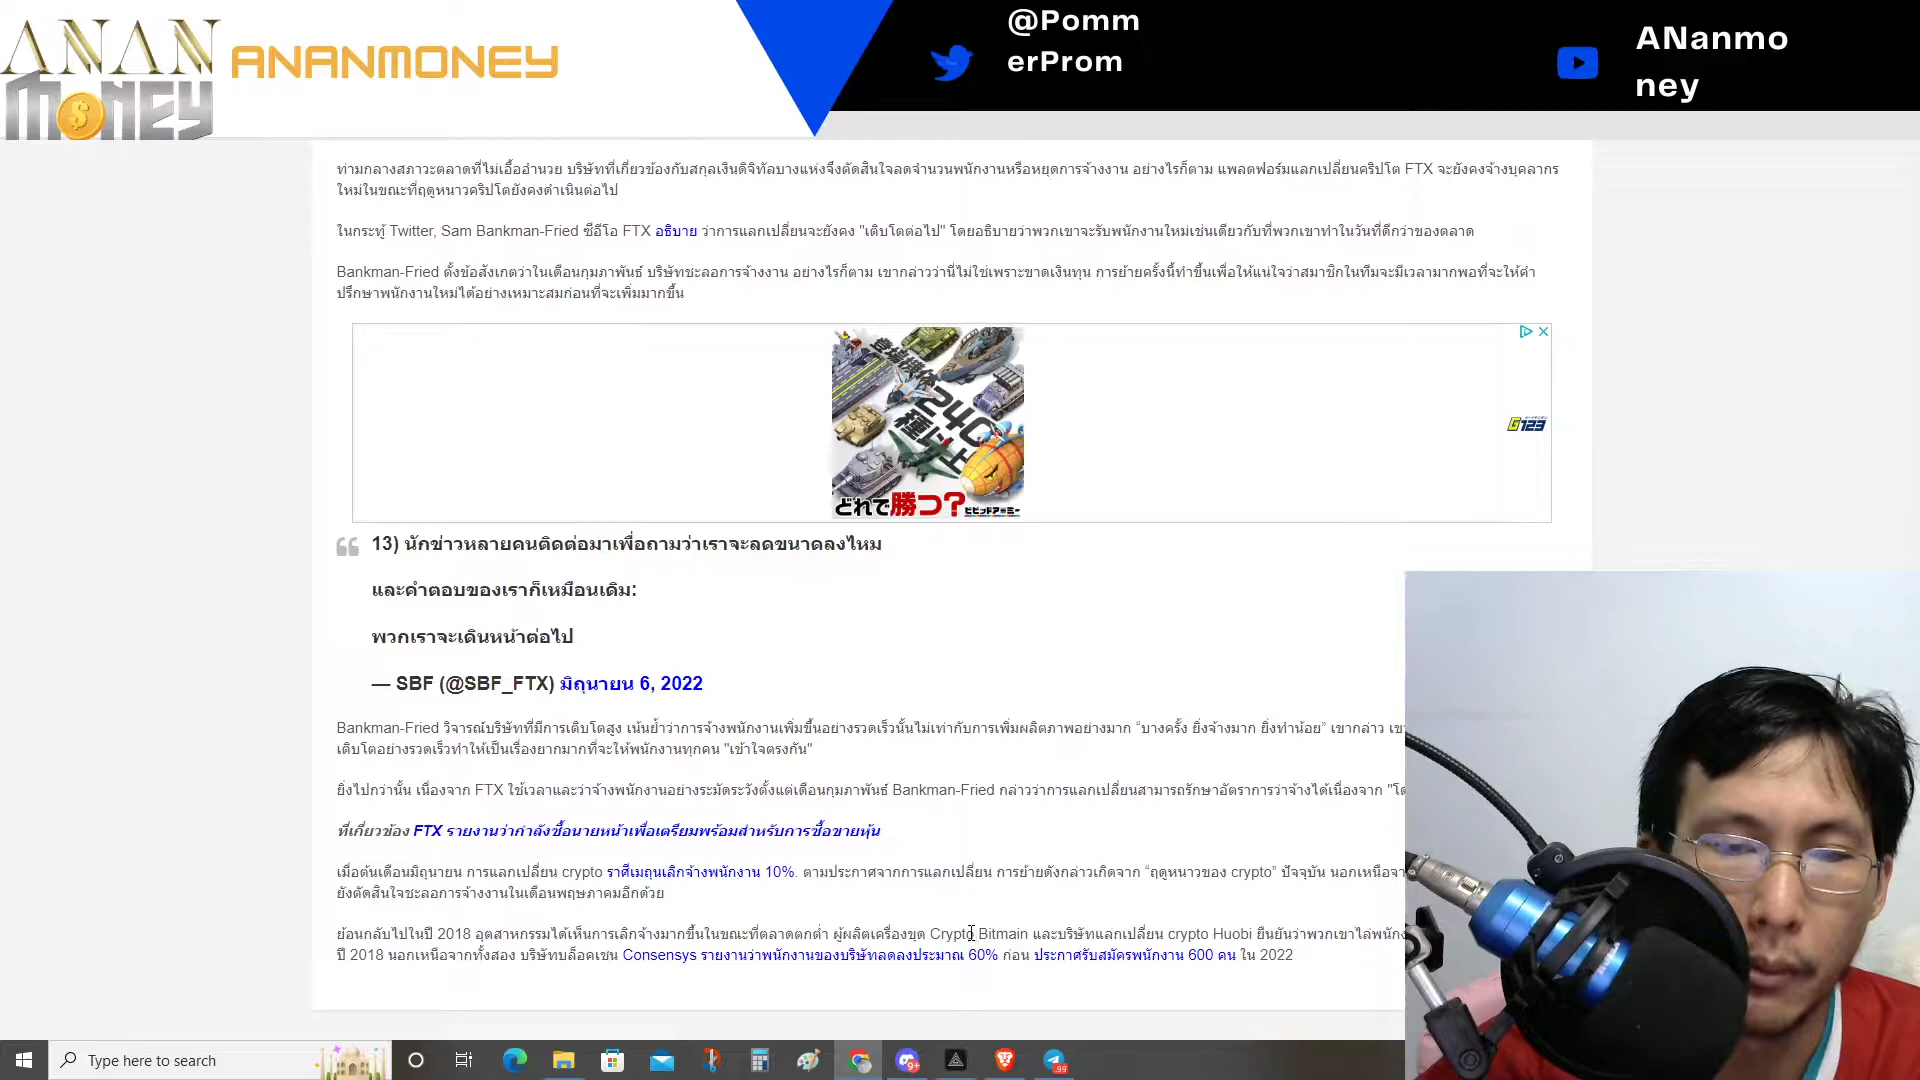 ANAN
MONEY
ANANMONEY
@Pomm
erProm
ANanmo
ney
ท่ามกลางสภาวะตลาดที่ไม่เอื้ออำนวย บริษัทที่เกี่ยวข้องกับสกุลเงินดิจิทัลบางแห่งจึงตัดสินใจลดจำนวนพนักงานหรือหยุดการจ้างงาน อย่างไรก็ตาม แพลตฟอร์มแลกเปลี่ยนคริปโต FTX จะยังคงจ้างบุคลากร
ใหม่ในขณะที่ฤดูหนาวคริปโตยังคงดำเนินต่อไป
ในกระทู้ Twitter, Sam Bankman-Fried ซีอีโอ FTX อธิบาย ว่าการแลกเปลี่ยนจะยังคง "เติบโตต่อไป" โดยอธิบายว่าพวกเขาจะรับพนักงานใหม่เช่นเดียวกับที่พวกเขาทำในวันที่ดีกว่าของตลาด
Bankman-Fried ตั้งข้อสังเกตว่าในเดือนกุมภาพันธ์ บริษัทชะลอการจ้างงาน อย่างไรก็ตาม เขากล่าวว่านี่ไม่ใช่เพราะขาดเงินทุน การย้ายครั้งนี้ทำขึ้นเพื่อให้แน่ใจว่าสมาชิกในทีมจะมีเวลามากพอที่จะให้คำ
ปรึกษาพนักงานใหม่ได้อย่างเหมาะสมก่อนที่จะเพิ่มมากขึ้น
登場機体
240
種以上
どれで勝つ?
ビビッドアーミー
G123
13) นักข่าวหลายคนติดต่อมาเพื่อถามว่าเราจะลดขนาดลงไหม
และคำตอบของเราก็เหมือนเดิม:
พวกเราจะเดินหน้าต่อไป
— SBF (@SBF_FTX) มิถุนายน 6, 2022
Bankman-Fried วิจารณ์บริษัทที่มีการเติบโตสูง เน้นย้ำว่าการจ้างพนักงานเพิ่มขึ้นอย่างรวดเร็วนั้นไม่เท่ากับการเพิ่มผลิตภาพอย่างมาก “บางครั้ง ยิ่งจ้างมาก ยิ่งทำน้อย” เขากล่าว เขา
เติบโตอย่างรวดเร็วทำให้เป็นเรื่องยากมากที่จะให้พนักงานทุกคน "เข้าใจตรงกัน"
ยิ่งไปกว่านั้น เนื่องจาก FTX ใช้เวลาและว่าจ้างพนักงานอย่างระมัดระวังตั้งแต่เดือนกุมภาพันธ์ Bankman-Fried กล่าวว่าการแลกเปลี่ยนสามารถรักษาอัตราการว่าจ้างได้เนื่องจาก "โต
ที่เกี่ยวข้อง FTX รายงานว่ากำลังซื้อนายหน้าเพื่อเตรียมพร้อมสำหรับการซื้อขายหุ้น
เมื่อต้นเดือนมิถุนายน การแลกเปลี่ยน crypto ราศีเมถุนเลิกจ้างพนักงาน 10%. ตามประกาศจากการแลกเปลี่ยน การย้ายดังกล่าวเกิดจาก “ฤดูหนาวของ crypto” ปัจจุบัน นอกเหนือจา
ยังตัดสินใจชะลอการจ้างงานในเดือนพฤษภาคมอีกด้วย
ย้อนกลับไปในปี 2018 อุตสาหกรรมได้เห็นการเลิกจ้างมากขึ้นในขณะที่ตลาดตกต่ำ ผู้ผลิตเครื่องขุด Crypto Bitmain และบริษัทแลกเปลี่ยน crypto Huobi ยืนยันว่าพวกเขาไล่พนักง
ปี 2018 นอกเหนือจากทั้งสอง บริษัทบล็อคเชน Consensys รายงานว่าพนักงานของบริษัทลดลงประมาณ 60% ก่อน ประกาศรับสมัครพนักงาน 600 คน ใน 2022
Type here to search
9+
99